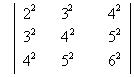 2² 3² 4²
3² 4² 5²
4² 5² 6²